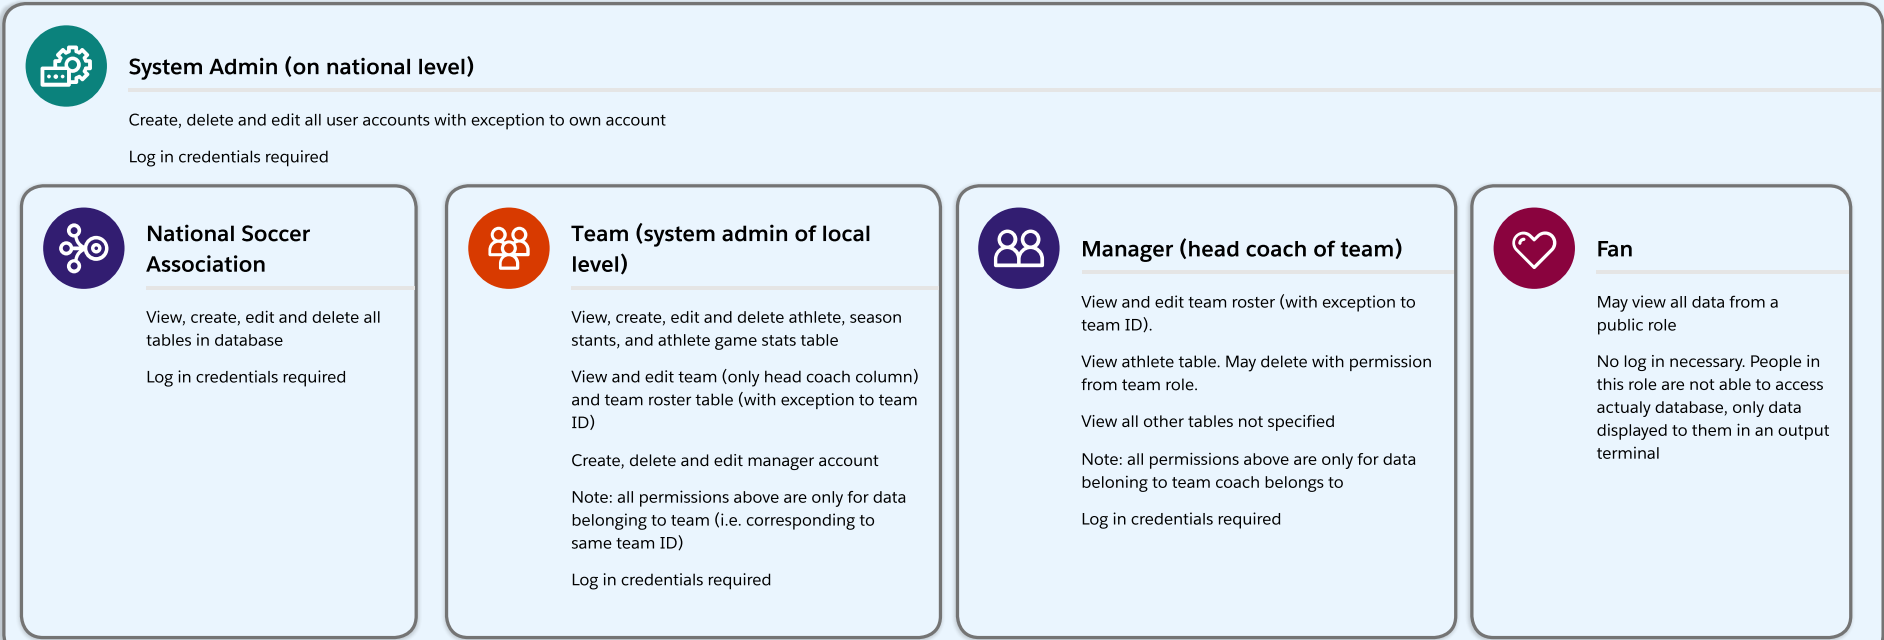 System Admin (on national level)
Create, delete and edit all user accounts with exception to own account
Log in credentials required
National Soccer
Association
View, create, edit and delete all
tables in database
Log in credentials required
Team (system admin of local
level)
View, create, edit and delete athlete, season
stants, and athlete game stats table
View and edit team (only head coach column)
and team roster table (with exception to team
ID)
Create, delete and edit manager account
Note: all permissions above are only for data
belonging to team (i.e. corresponding to
same team ID)
Log in credentials required
Manager (head coach of team)
View and edit team roster (with exception to
team ID).
View athlete table. May delete with permission
from team role.
View all other tables not specified
Note: all permissions above are only for data
beloning to team coach belongs to
Log in credentials required
Fan
May view all data from a
public role
No log in necessary. People in
this role are not able to access
actualy database, only data
displayed to them in an output
terminal